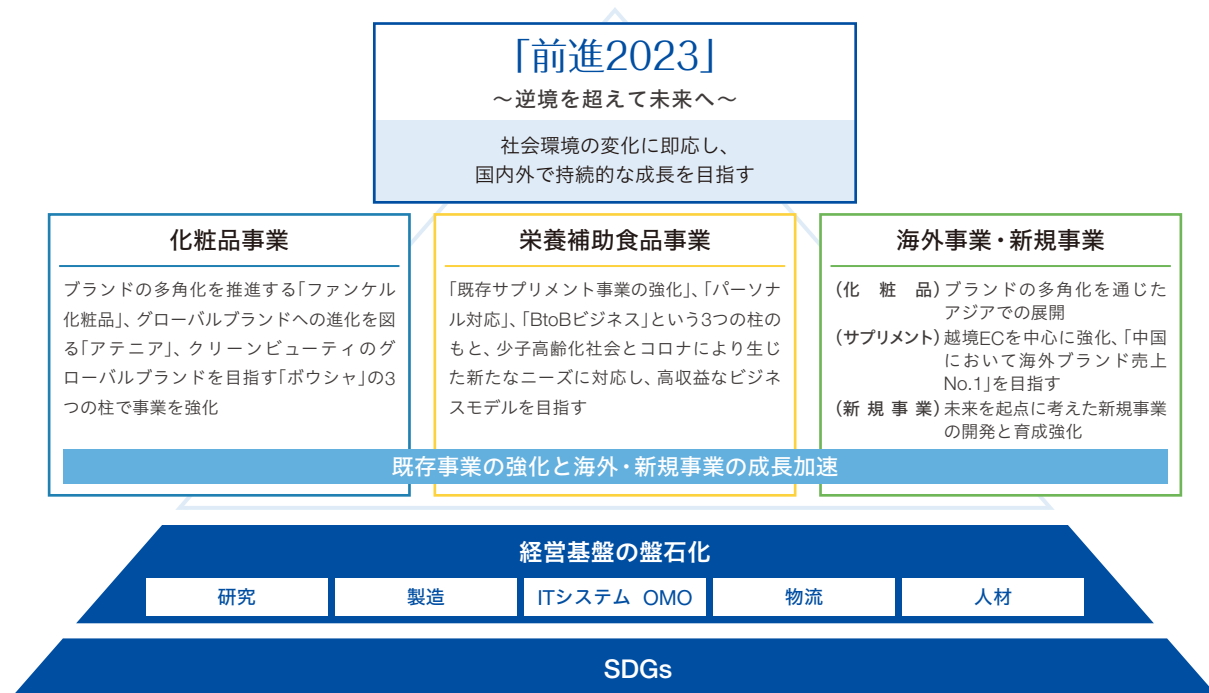 「前進2023」
~逆境を超えて未来へ~
社会環境の変化に即応し、
国内外で持続的な成長を目指す
化粧品事業
ブランドの多角化を推進する「ファンケル
化粧品」、グローバルブランドへの進化を図
る「アテニア」、クリーンビューティのグ
ローバルブランドを目指す「ボウシャ」の3
つの柱で事業を強化
栄養補助食品事業
「既存サプリメント事業の強化」、「パーソナ
ル対応」、「BtoBビジネス」という3つの柱の
もと、少子高齢化社会とコロナにより生じ
た新たなニーズに対応し、高収益なビジネ
スモデルを目指す
海外事業・新規事業
(化粧品)ブランドの多角化を通じた
アジアでの展開
(サプリメント)越境ECを中心に強化、「中国
において海外ブランド売上
No.1」を目指す
(新規事業)未来を起点に考えた新規事業
の開発と育成強化
既存事業の強化と海外・新規事業の成長加速
経営基盤の盤石化
研究
製造
ITシステム OMO
物流
人材
SDGs